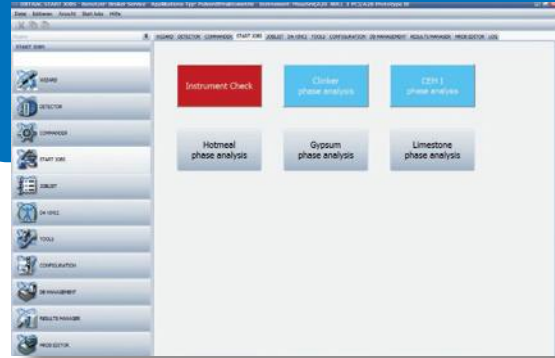 Datei Editieren Ansicht Start Jobs Hilfe
WIZARD DETECTOR COMMANDER START JOBS JOBLIST DA VINCI TOOLS CONFIGURATION DB MANAGEMENT RESULTS MANAGER PROB EDITOR LOG
START JOBS
WIZARD
DETECTOR
COMMANDER
START JOBS
JOBLIST
DA VINCI
TOOLS
CONFIGURATION
DB MANAGEMENT
RESULTS MANAGER
PROB EDITOR
Instrument Check
Clinker
phase analysis
CEM I
phase analysis
Hotmeal
phase analysis
Gypsum
phase analysis
Limestone
phase analysis